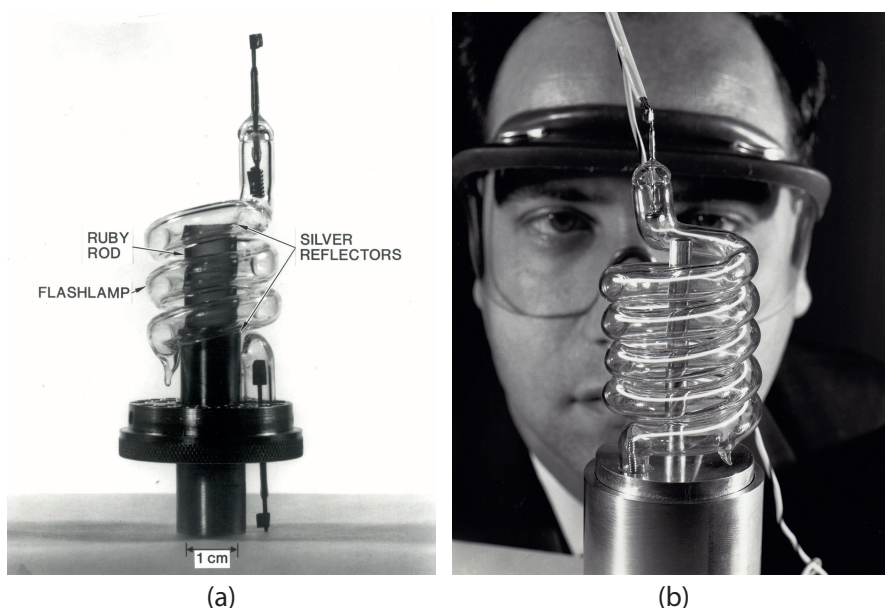 RUBY
ROD
SILVER
REFLECTORS
FLASHLAMP
1 cm
(a)
(b)